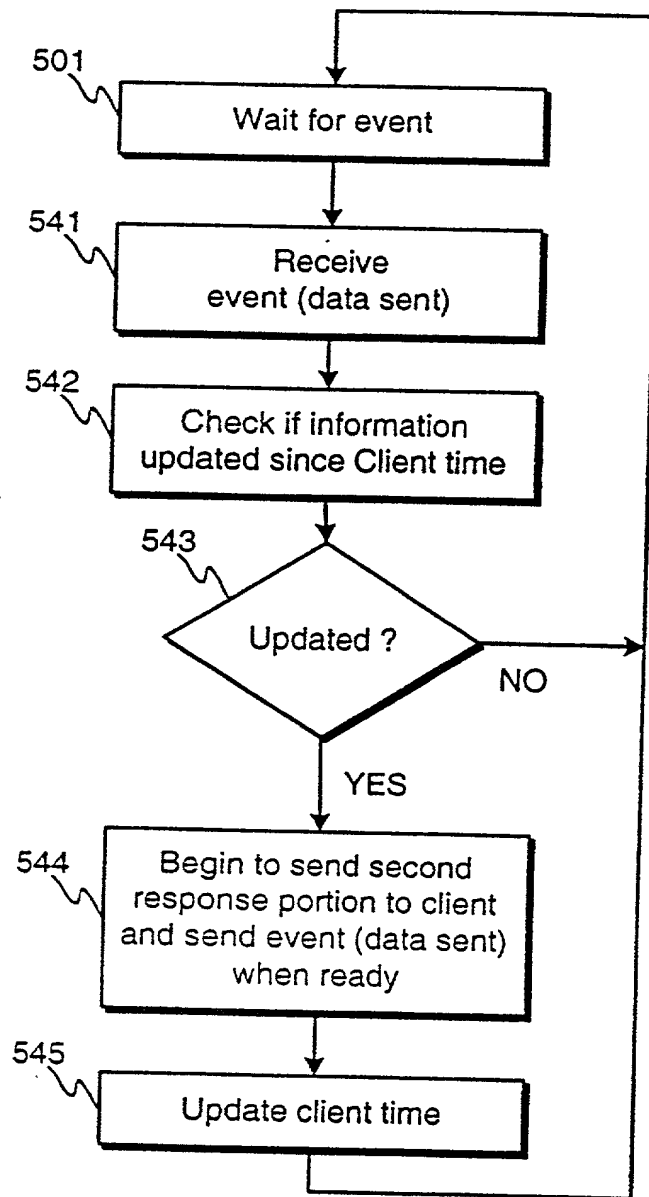 501
Wait for event
541
Receive
event (data sent)
542
Check if information
updated since Client time
543
Updated ?
NO
YES
544
Begin to send second
response portion to client
and send event (data sent)
when ready
545
Update client time